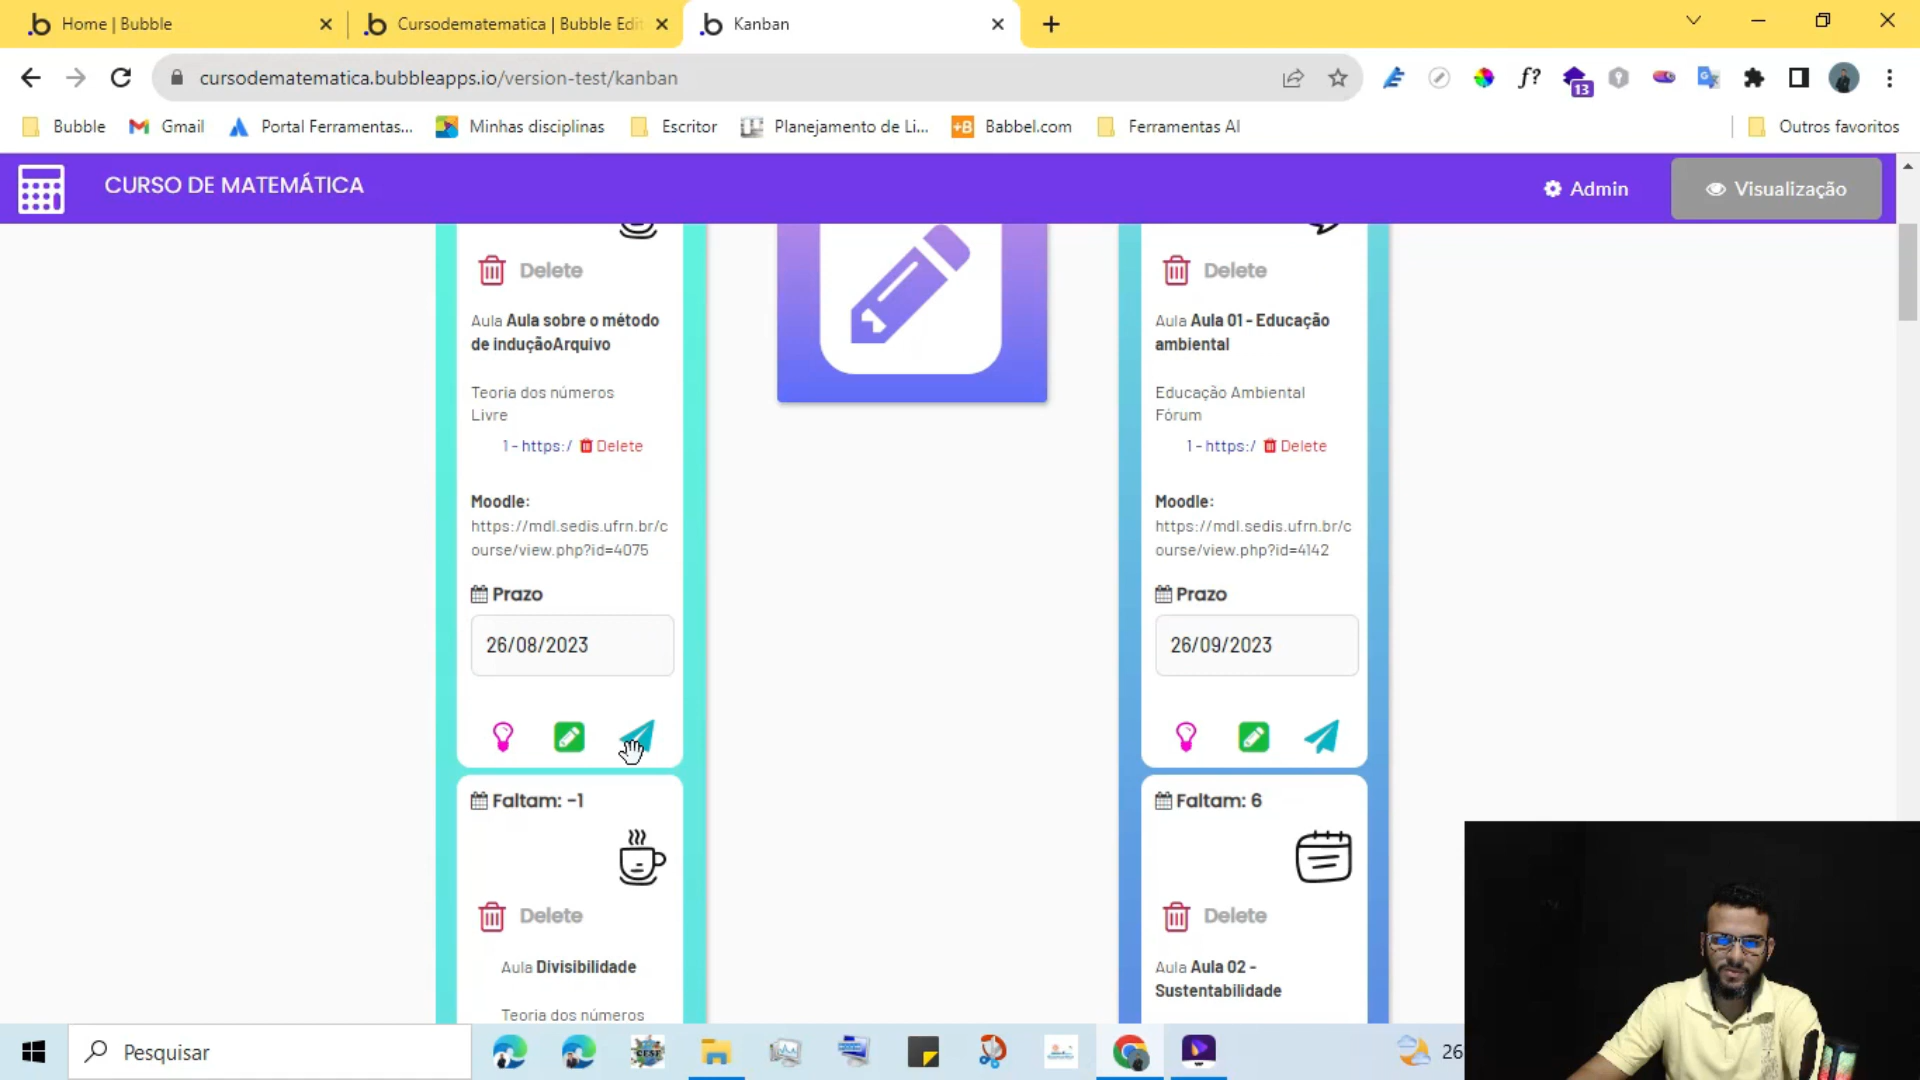 Home | Bubble
Cursodematematica | Bubble Edi
Kanban
cursodematematica.bubbleapps.io/version-test/kanban
f?
13
Bubble
Gmail
Portal Ferramentas...
Minhas disciplinas
Escritor
Planejamento de Li...
+B Babbel.com
Ferramentas AI
Outros favoritos
CURSO DE MATEMÁTICA
Admin
Visualização
Delete
Aula Aula sobre o método
de induçãoArquivo
Teoria dos números
Livre
1 - https:/ Delete
Moodle:
https://mdl.sedis.ufrn.br/c
ourse/view.php?id=4075
Prazo
26/08/2023
Faltam: -1
Delete
Aula Divisibilidade
Teoria dos números
Delete
Aula Aula 01 - Educação
ambiental
Educação Ambiental
Fórum
1 - https:/ Delete
Moodle:
https://mdl.sedis.ufrn.br/c
ourse/view.php?id=4142
Prazo
26/09/2023
Faltam: 6
Delete
Aula Aula 02 -
Sustentabilidade
Pesquisar
26